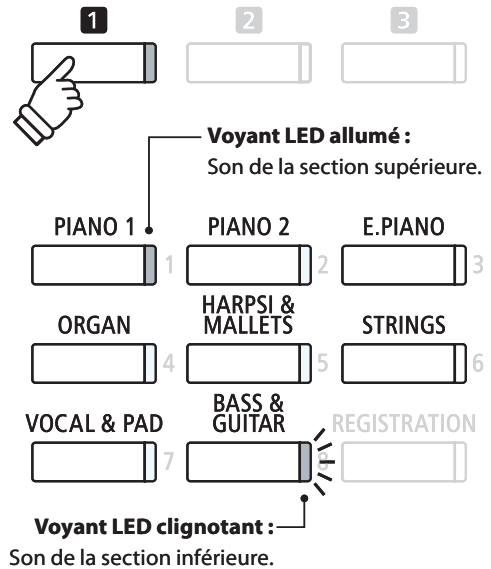 1 2 3
Voyant LED allumé :
Son de la section supérieure.
PIANO 1 PIANO 2 E.PIANO
1 2 3
ORGAN HARPSI & MALLETS STRINGS
4 5 6
VOCAL & PAD BASS & GUITAR REGISTRATION
7 8
Voyant LED clignotant :
Son de la section inférieure.